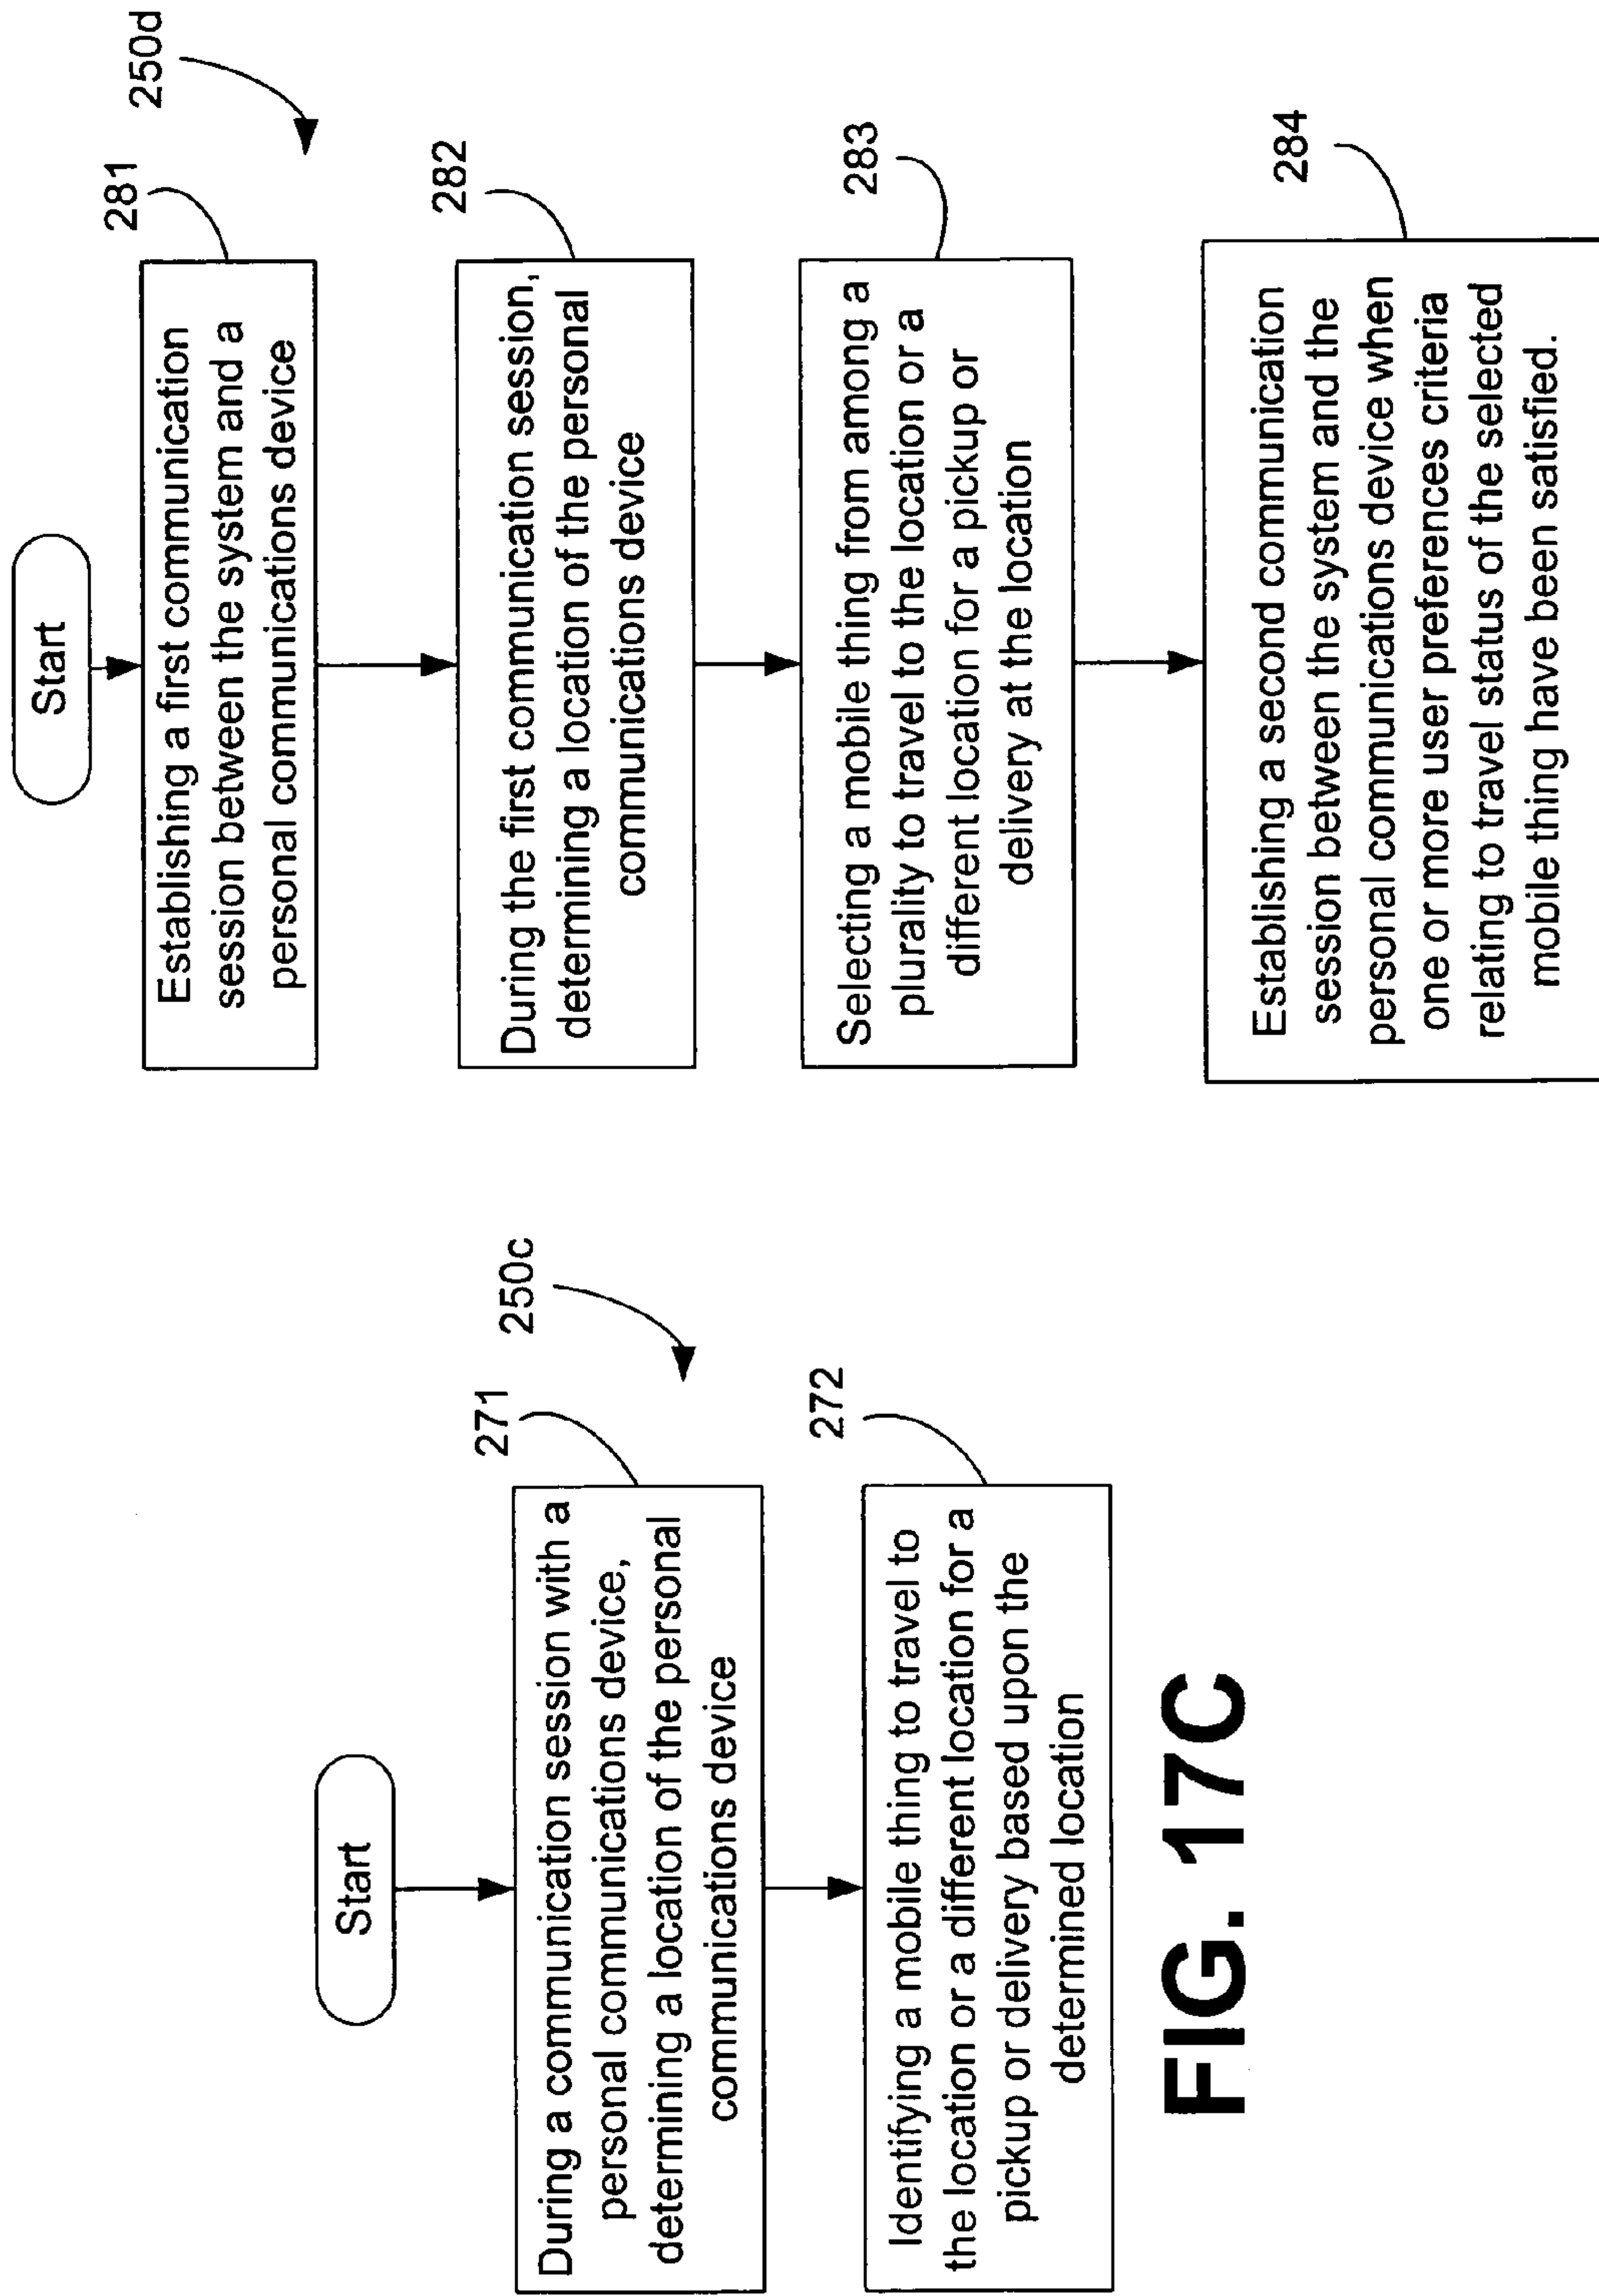 Start
271
250c
During a communication session with a
personal communications device,
determining a location of the personal
communications device
272
Identifying a mobile thing to travel to
the location or a different location for a
pickup or delivery based upon the
determined location
FIG. 17C
Start
281
250d
Establishing a first communication
session between the system and a
personal communications device
282
During the first communication session,
determining a location of the personal
communications device
283
Selecting a mobile thing from among a
plurality to travel to the location or a
different location for a pickup or
delivery at the location
284
Establishing a second communication
session between the system and the
personal communications device when
one or more user preferences criteria
relating to travel status of the selected
mobile thing have been satisfied.